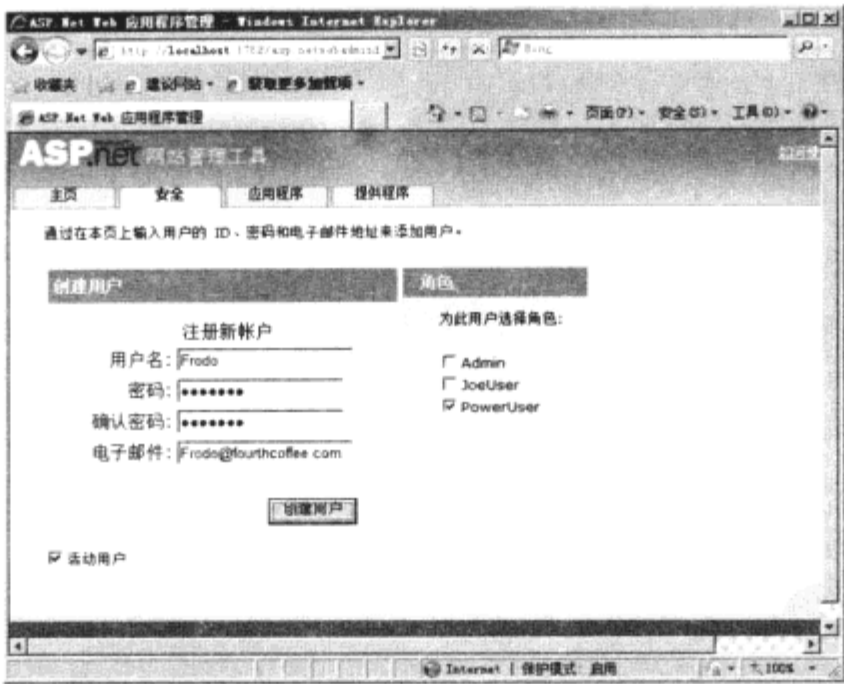 ASP.Net Web 应用程序管理 - Windows Internet Explorer
收藏夹 建议网站 获取更多加载项
ASP.Net Web 应用程序管理
页面(P) 安全(S) 工具(O)
ASP.net 网站管理工具
主页 安全 应用程序 提供程序
通过在本页上输入用户的 ID、密码和电子邮件地址来添加用户。
创建用户
角色
注册新帐户
为此用户选择角色:
用户名: Frodo
密码: ●●●●●●●
确认密码: ●●●●●●●
电子邮件: Frodo@fourthcoffee.com
Admin
JoeUser
PowerUser
创建用户
活动用户
Internet | 保护模式: 启用
100%